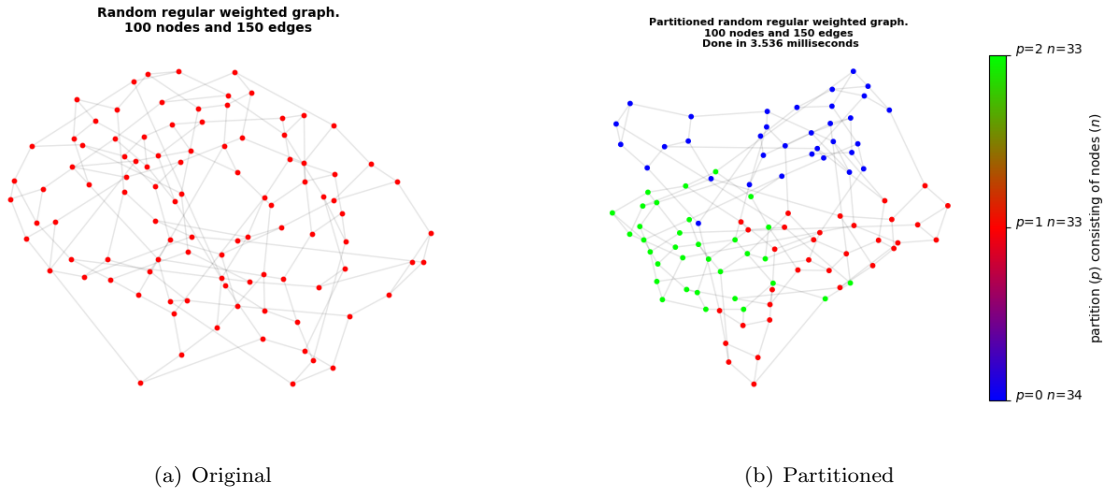 Random regular weighted graph.
100 nodes and 150 edges
Partitioned random regular weighted graph.
100 nodes and 150 edges
Done in 3.536 milliseconds
p=2 n=33
p=1 n=33
p=0 n=34
partition (p) consisting of nodes (n)
(a) Original
(b) Partitioned